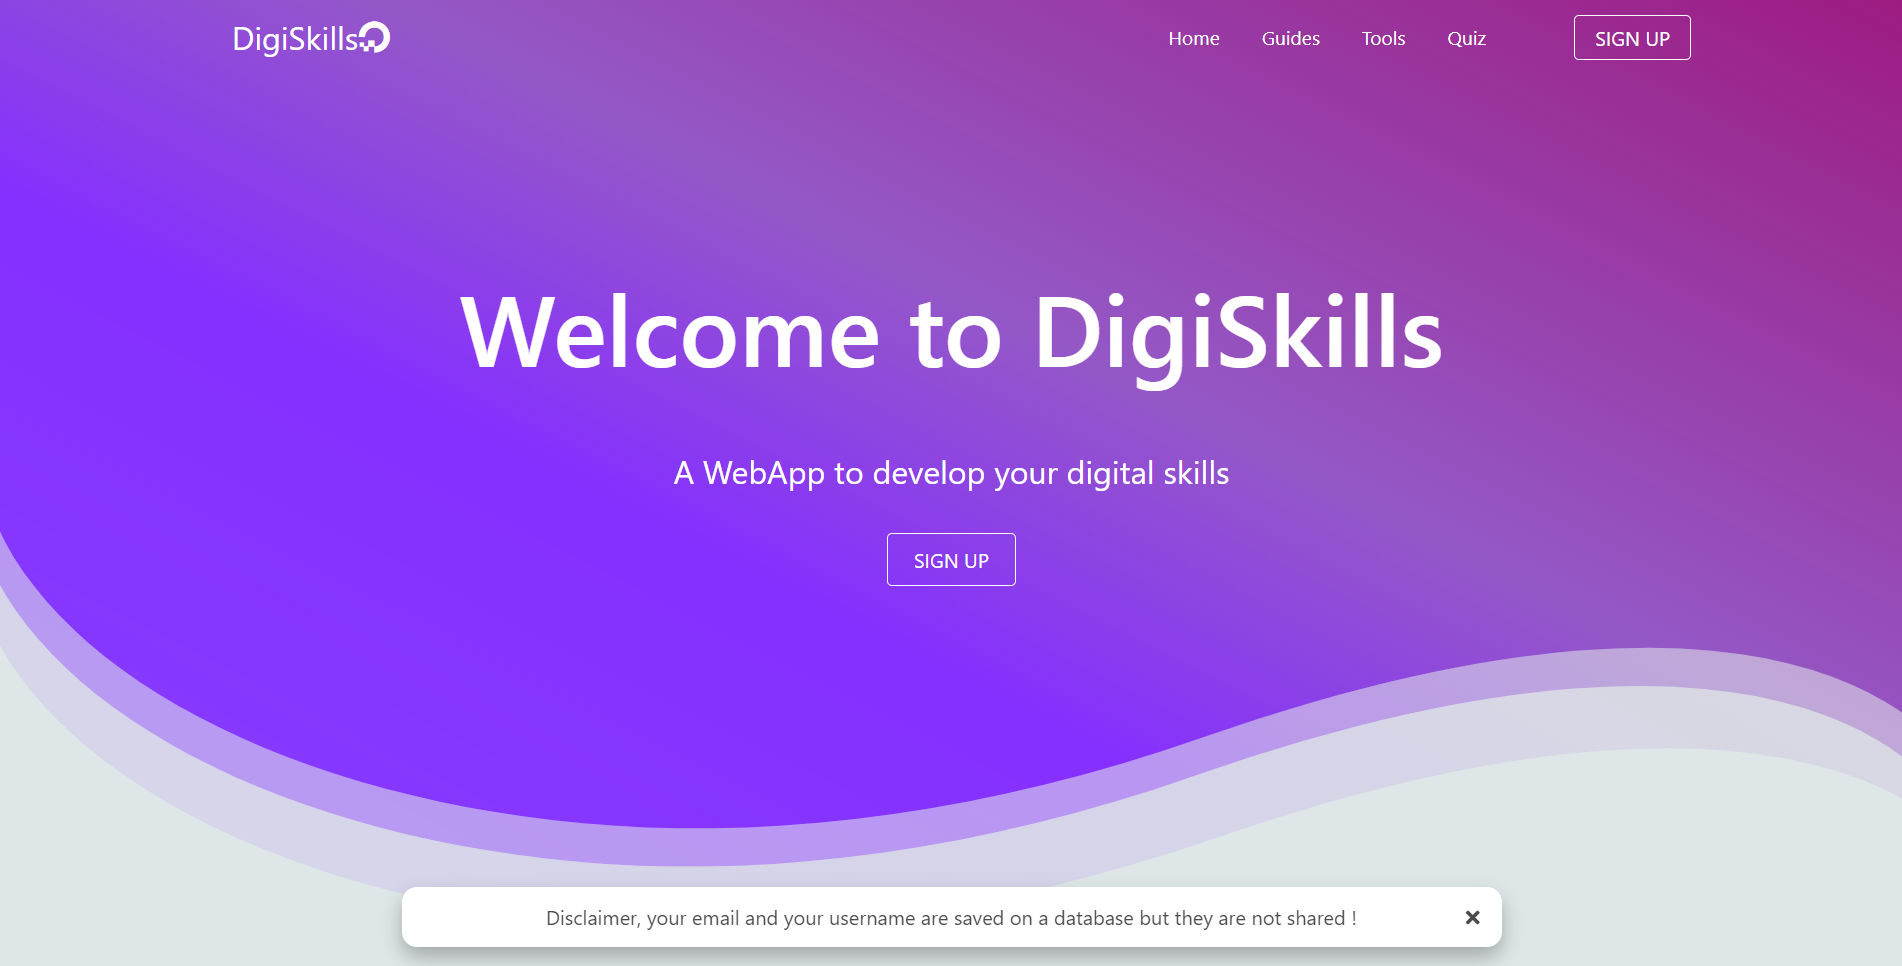 DigiSkills
Home Guides Tools Quiz SIGN UP
Welcome to DigiSkills
A WebApp to develop your digital skills
SIGN UP
Disclaimer, your email and your username are saved on a database but they are not shared !